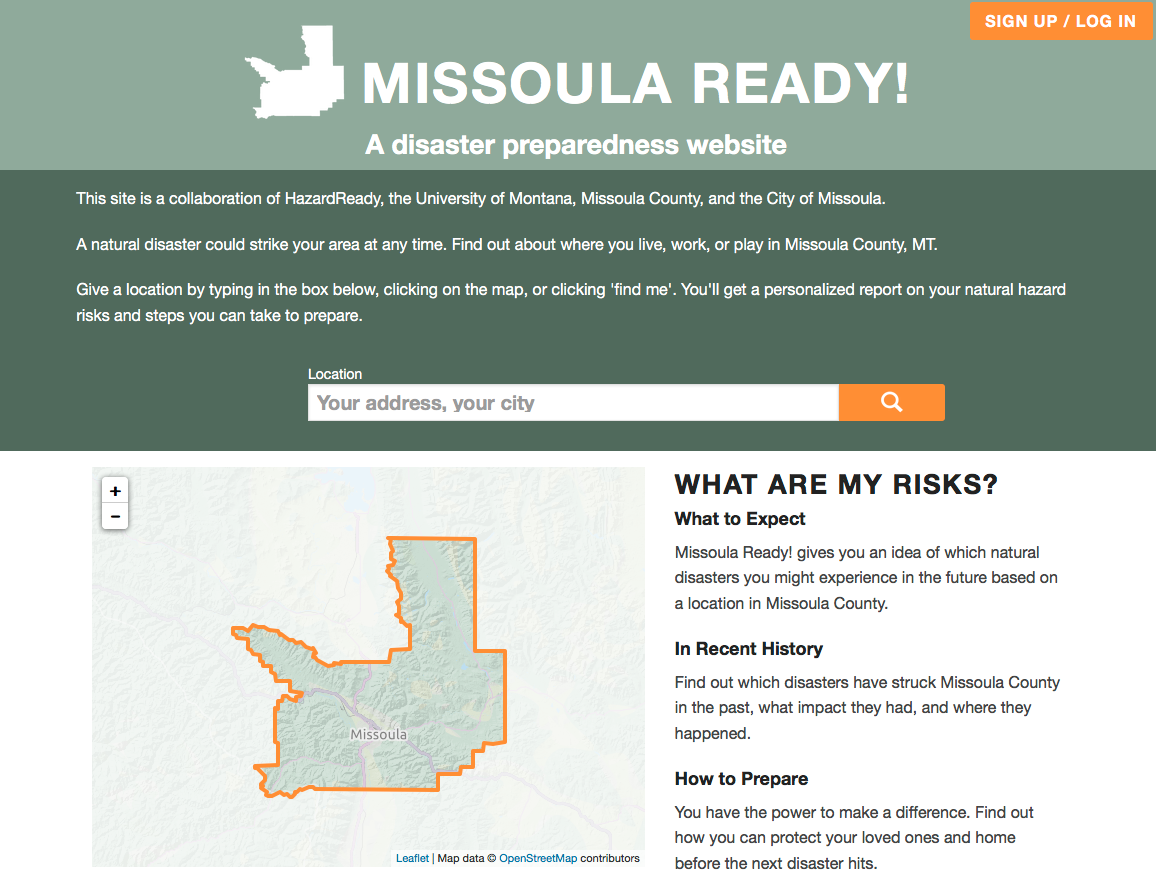 SIGN UP / LOG IN
MISSOULA READY!
A disaster preparedness website
This site is a collaboration of HazardReady, the University of Montana, Missoula County, and the City of Missoula.
A natural disaster could strike your area at any time. Find out about where you live, work, or play in Missoula County, MT.
Give a location by typing in the box below, clicking on the map, or clicking 'find me'. You'll get a personalized report on your natural hazard
risks and steps you can take to prepare.
Location
Your address, your city
+
−
Missoula
Leaflet | Map data © OpenStreetMap contributors
WHAT ARE MY RISKS?
What to Expect
Missoula Ready! gives you an idea of which natural
disasters you might experience in the future based on
a location in Missoula County.
In Recent History
Find out which disasters have struck Missoula County
in the past, what impact they had, and where they
happened.
How to Prepare
You have the power to make a difference. Find out
how you can protect your loved ones and home
before the next disaster hits.